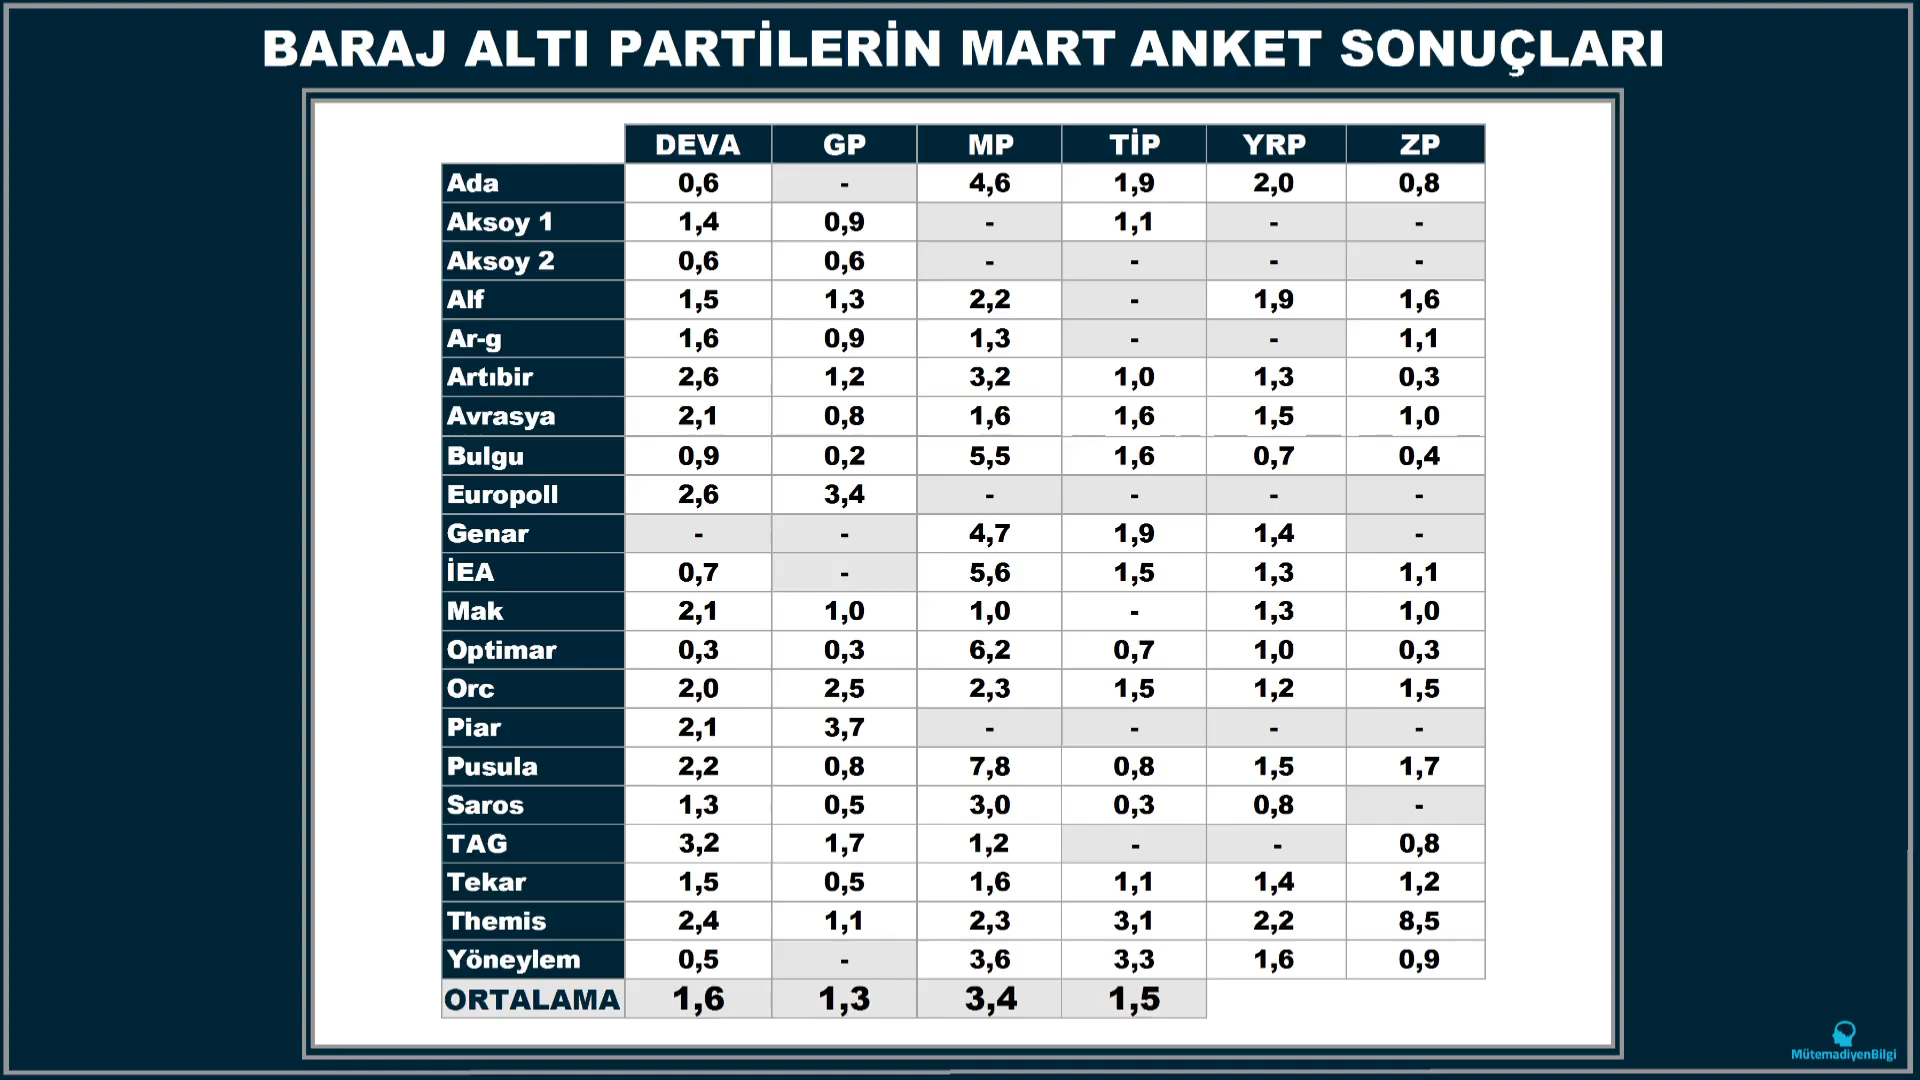 BARAJ ALTI PARTİLERİN MART ANKET SONUÇLARI
DEVA GP MP TİP YRP ZP
Ada 0,6 - 4,6 1,9 2,0 0,8
Aksoy 1 1,4 0,9 - 1,1 - -
Aksoy 2 0,6 0,6 - - - -
Alf 1,5 1,3 2,2 - 1,9 1,6
Ar-g 1,6 0,9 1,3 - - 1,1
Artıbir 2,6 1,2 3,2 1,0 1,3 0,3
Avrasya 2,1 0,8 1,6 1,6 1,5 1,0
Bulgu 0,9 0,2 5,5 1,6 0,7 0,4
Europoll 2,6 3,4 - - - -
Genar - - 4,7 1,9 1,4 -
İEA 0,7 - 5,6 1,5 1,3 1,1
Mak 2,1 1,0 1,0 - 1,3 1,0
Optimar 0,3 0,3 6,2 0,7 1,0 0,3
Orc 2,0 2,5 2,3 1,5 1,2 1,5
Piar 2,1 3,7 - - - -
Pusula 2,2 0,8 7,8 0,8 1,5 1,7
Saros 1,3 0,5 3,0 0,3 0,8 -
TAG 3,2 1,7 1,2 - - 0,8
Tekar 1,5 0,5 1,6 1,1 1,4 1,2
Themis 2,4 1,1 2,3 3,1 2,2 8,5
Yöneylem 0,5 - 3,6 3,3 1,6 0,9
ORTALAMA 1,6 1,3 3,4 1,5
MütemadiyenBilgi